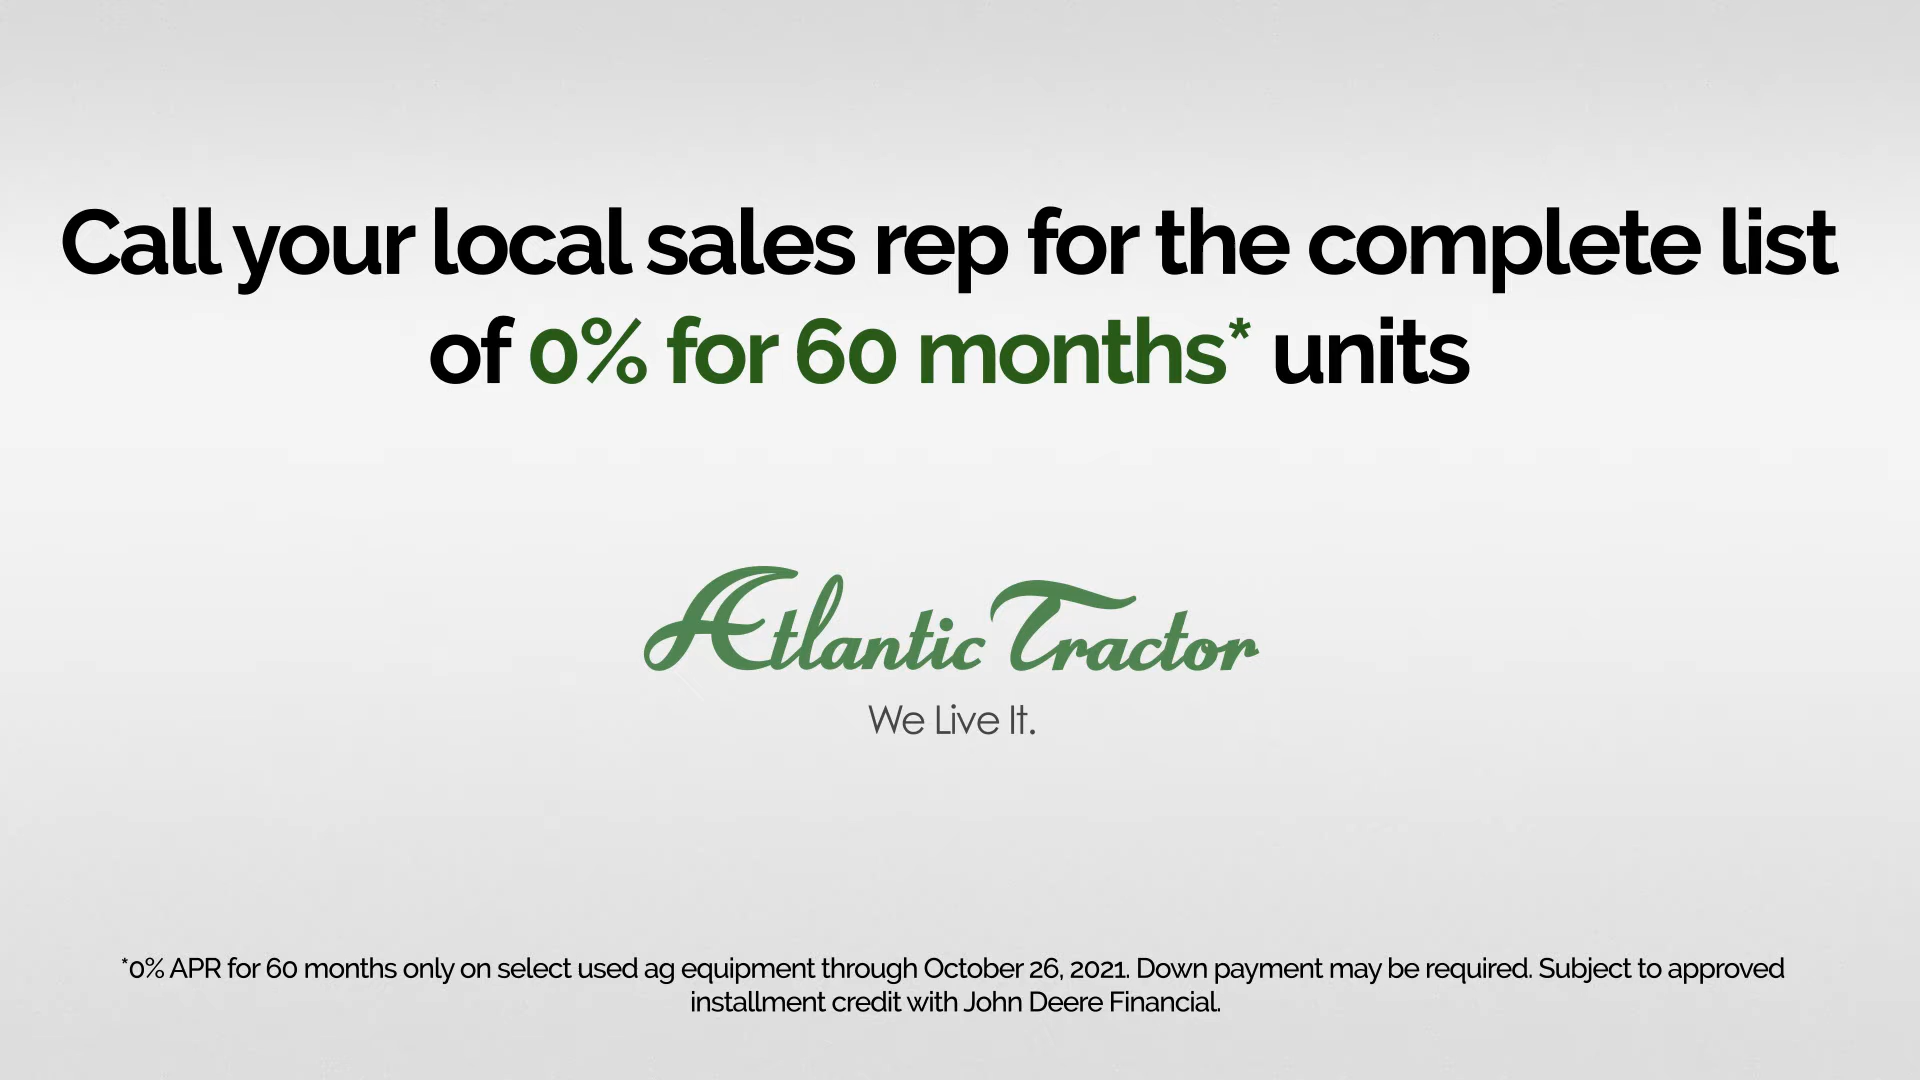 Call your local sales rep for the complete list
of 0% for 60 months* units
Atlantic Tractor
We Live It.
*0% APR for 60 months only on select used ag equipment through October 26, 2021. Down payment may be required. Subject to approved
installment credit with John Deere Financial.